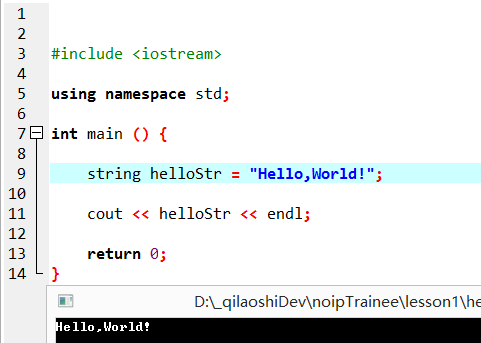 1
2
3 #include <iostream>
4
5 using namespace std;
6
7 int main () {
8
9 string helloStr = "Hello,World!";
10
11 cout << helloStr << endl;
12
13 return 0;
14 }
D:\_qilaoshiDev\noipTrainee\lesson1\he
Hello,World!